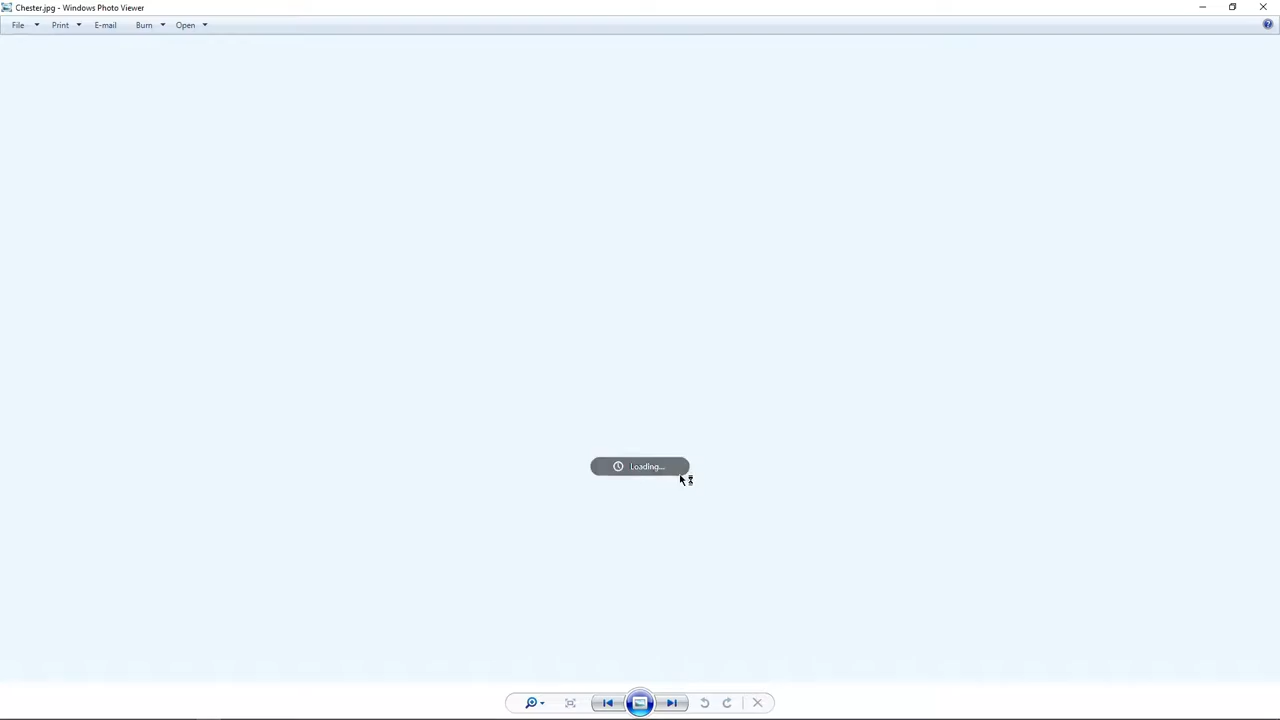 Chester.jpg - Windows Photo Viewer
File Print E-mail Burn Open
Loading...